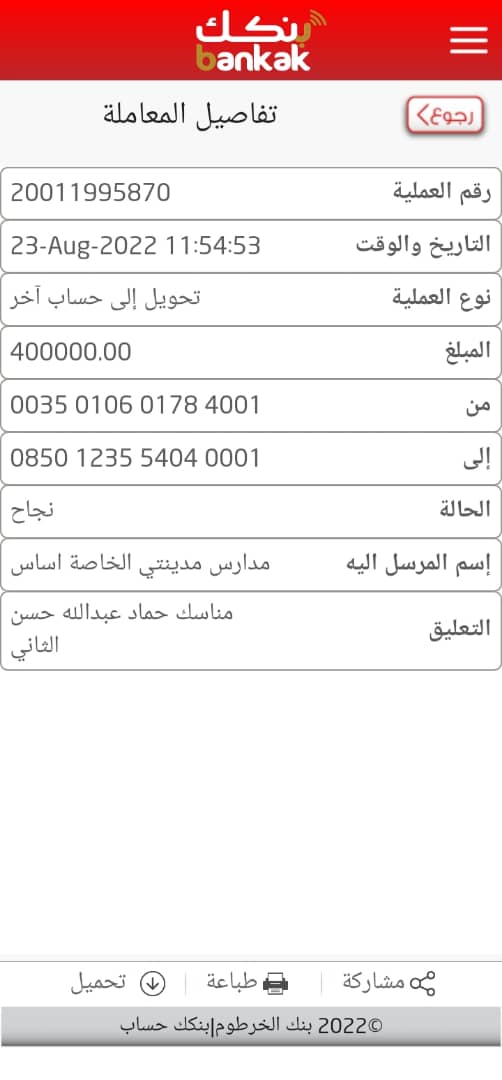 بنكك
bankak
رجوع
تفاصيل المعاملة
رقم العملية 20011995870
التاريخ والوقت 23-Aug-2022 11:54:53
نوع العملية تحويل إلى حساب آخر
المبلغ 400000.00
من 0035 0106 0178 4001
إلى 0850 1235 5404 0001
الحالة نجاح
إسم المرسل اليه مدارس مدينتي الخاصة اساس
التعليق مناسك حماد عبدالله حسن
الثاني
مشاركة طباعة تحميل
©2022 بنك الخرطوم|بنكك حساب